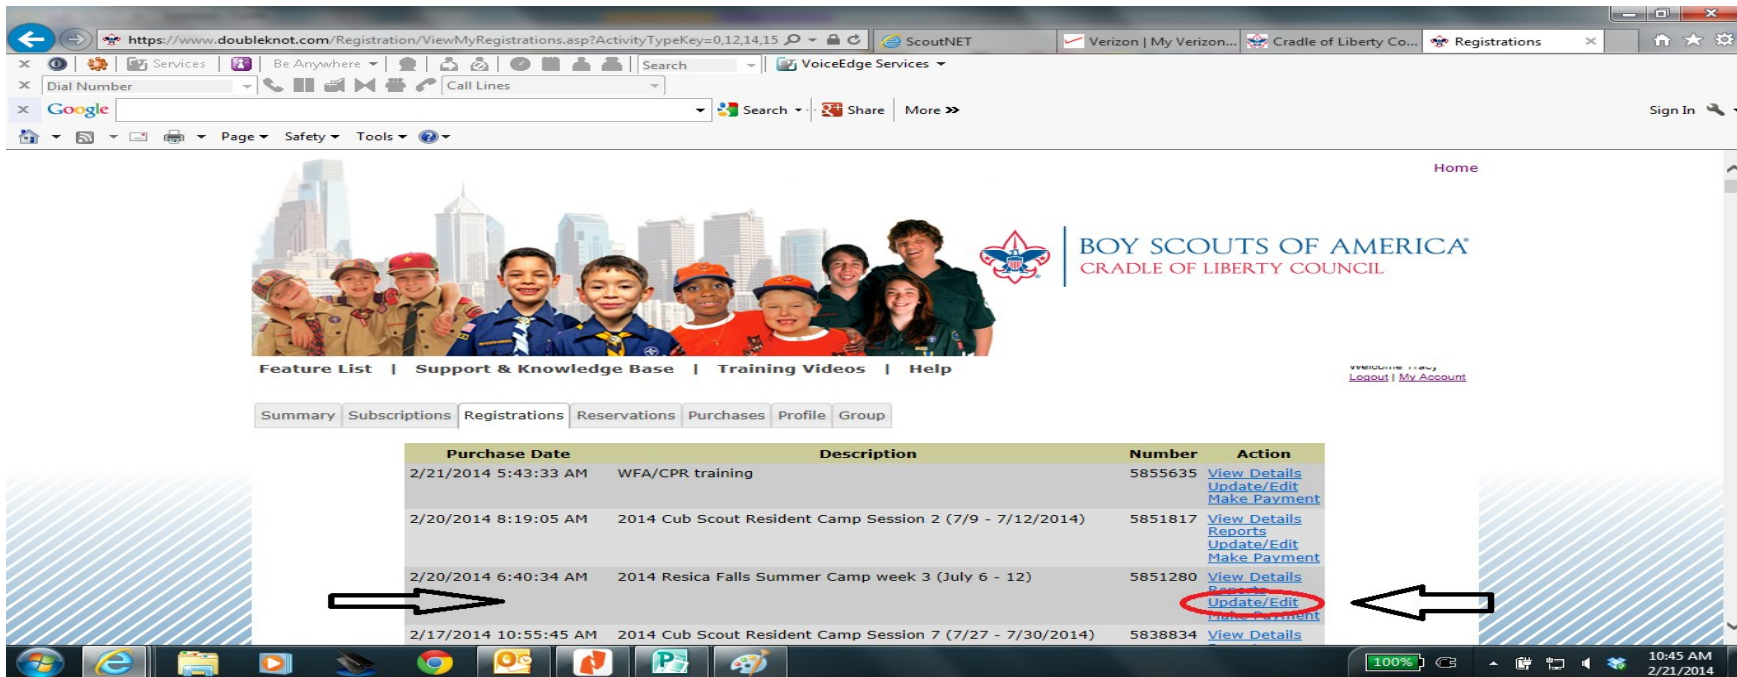 https://www.doubleknot.com/Registration/ViewMyRegistrations.asp?ActivityTypeKey=0,12,14,15
ScoutNET
Verizon | My Verizon...
Cradle of Liberty Co...
Registrations
Services
Be Anywhere
Search
VoiceEdge Services
Dial Number
Call Lines
Google
Search
Share
More »
Sign In
Page
Safety
Tools
Home
BOY SCOUTS OF AMERICA®
CRADLE OF LIBERTY COUNCIL
Feature List | Support & Knowledge Base | Training Videos | Help
Welcome Tracy
Logout | My Account
Summary Subscriptions Registrations Reservations Purchases Profile Group
Purchase Date Description Number Action
2/21/2014 5:43:33 AM WFA/CPR training 5855635 View Details
Update/Edit
Make Payment
2/20/2014 8:19:05 AM 2014 Cub Scout Resident Camp Session 2 (7/9 - 7/12/2014) 5851817 View Details
Reports
Update/Edit
Make Payment
2/20/2014 6:40:34 AM 2014 Resica Falls Summer Camp week 3 (July 6 - 12) 5851280 View Details
Reports
Update/Edit
Make Payment
2/17/2014 10:55:45 AM 2014 Cub Scout Resident Camp Session 7 (7/27 - 7/30/2014) 5838834 View Details
100%
10:45 AM
2/21/2014